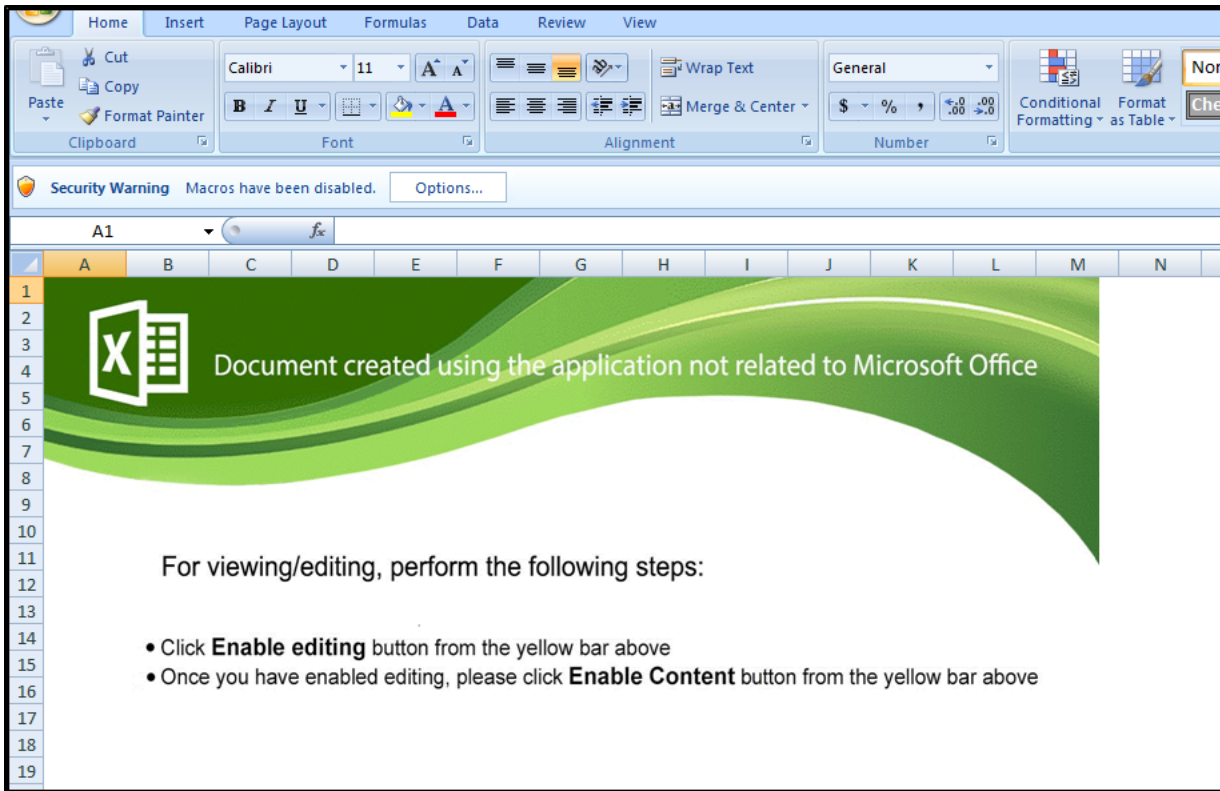 Home Insert Page Layout Formulas Data Review View
Cut
Copy
Format Painter
Paste
Calibri 11 A A
B I U A
Wrap Text
Merge & Center
General
$ % , .0 .00 .00 .0
Conditional Formatting
Format as Table
Clipboard Font Alignment Number
Security Warning Macros have been disabled. Options...
A1 fx
A B C D E F G H I J K L M N
1
2
3
4
5
6
7
8
9
10
11
12
13
14
15
16
17
18
19
X
Document created using the application not related to Microsoft Office
For viewing/editing, perform the following steps:
• Click Enable editing button from the yellow bar above
• Once you have enabled editing, please click Enable Content button from the yellow bar above